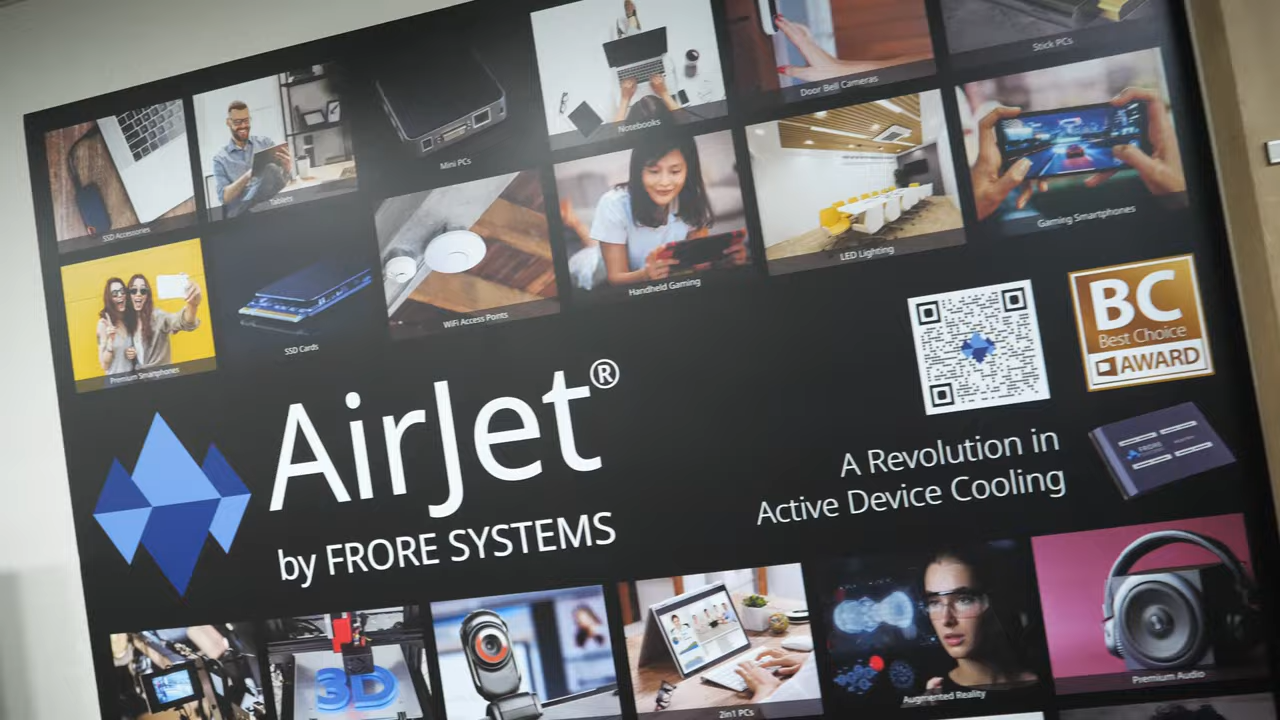 Stick PCs
Door Bell Cameras
Notebooks
Mini PCs
Tablets
SSD Accessories
Gaming Smartphones
LED Lighting
Handheld Gaming
WiFi Access Points
SSD Cards
Premium Smartphones
BC
Best Choice
AWARD
AirJet®
by FRORE SYSTEMS
A Revolution in
Active Device Cooling
FRORE
3D
2in1 PCs
Augmented Reality
Premium Audio